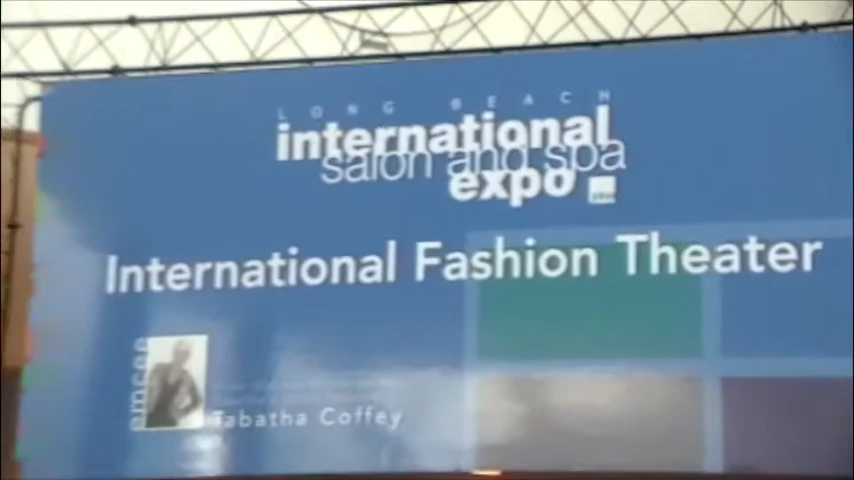 LONG BEACH
international
salon and spa
expo
International Fashion Theater
emcee
Tabatha Coffey